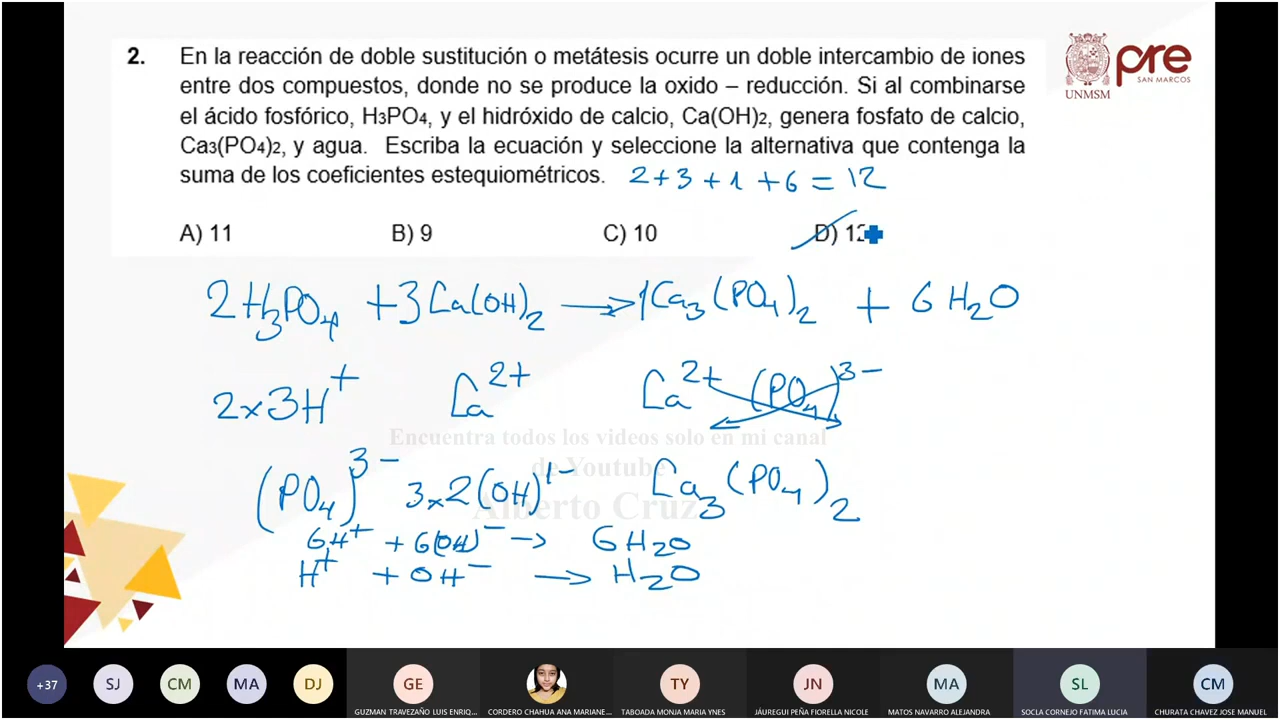 2. En la reacción de doble sustitución o metátesis ocurre un doble intercambio de iones
entre dos compuestos, donde no se produce la oxido – reducción. Si al combinarse
el ácido fosfórico, H3PO4, y el hidróxido de calcio, Ca(OH)2, genera fosfato de calcio,
Ca3(PO4)2, y agua. Escriba la ecuación y seleccione la alternativa que contenga la
suma de los coeficientes estequiométricos. 2+3+1+6=12
pre
SAN MARCOS
UNMSM
A) 11 B) 9 C) 10 D) 12
2H3PO4 +3Ca(OH)2 → 1Ca3(PO4)2 + 6H2O
2x3H+ Ca2+ Ca2+ (PO4)3−
Encuentra todos los videos solo en mi canal
de Youtube
Alberto Cruz
(PO4)3− 3x2(OH)1− Ca3(PO4)2
6H+ +6(OH)− → 6H2O
H+ + OH− → H2O
+37 SJ CM MA DJ GE TY JN MA SL CM
GUZMAN TRAVEZAÑO LUIS ENRIQ... CORDERO CHAHUA ANA MARIANE... TABOADA MONJA MARIA YNES JÁUREGUI PEÑA FIORELLA NICOLE MATOS NAVARRO ALEJANDRA SOCLA CORNEJO FATIMA LUCIA CHURATA CHAVEZ JOSE MANUEL